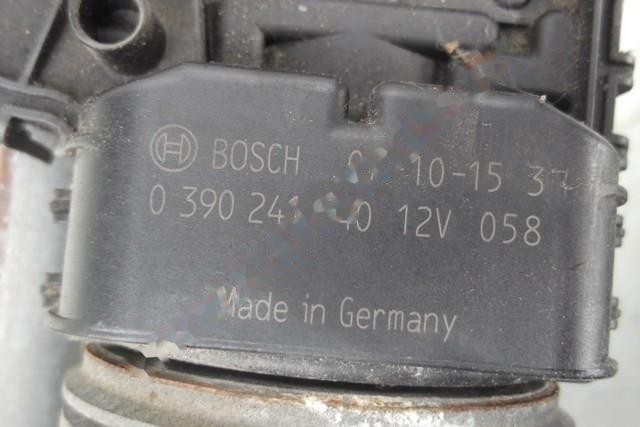 BOSCH 10-15
0 390 12V 058
Made in Germany